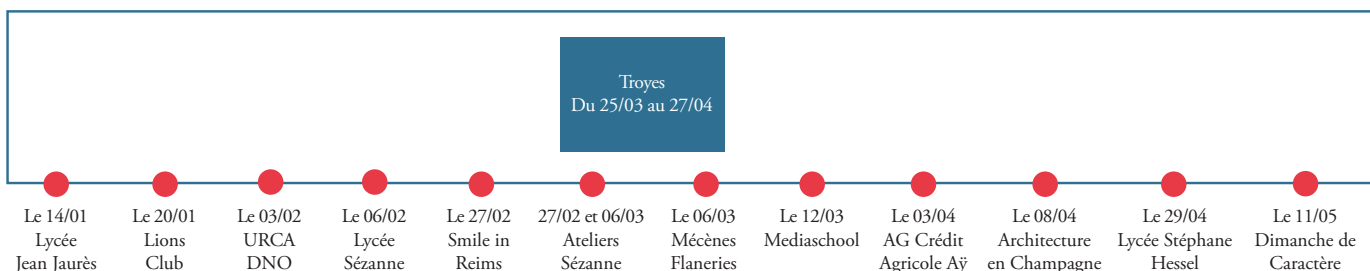 Troyes
Du 25/03 au 27/04
Le 14/01
Lycée
Jean Jaurès
Le 20/01
Lions
Club
Le 03/02
URCA
DNO
Le 06/02
Lycée
Sézanne
Le 27/02
Smile in
Reims
27/02 et 06/03
Ateliers
Sézanne
Le 06/03
Mécènes
Flaneries
Le 12/03
Mediaschool
Le 03/04
AG Crédit
Agricole Aÿ
Le 08/04
Architecture
en Champagne
Le 29/04
Lycée Stéphane
Hessel
Le 11/05
Dimanche de
Caractère